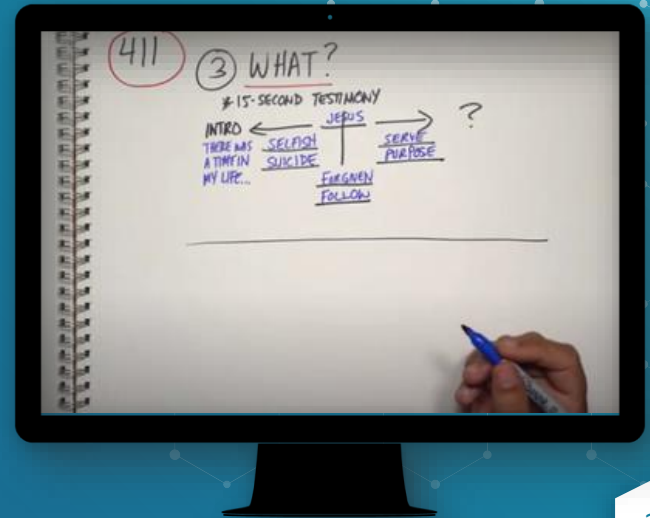 411
③ WHAT?
* 15-SECOND TESTIMONY
JESUS
INTRO
THERE WAS
A TIME IN
MY LIFE...
SELFISH
SUICIDE
FORGIVEN
FOLLOW
SERVE
PURPOSE
?